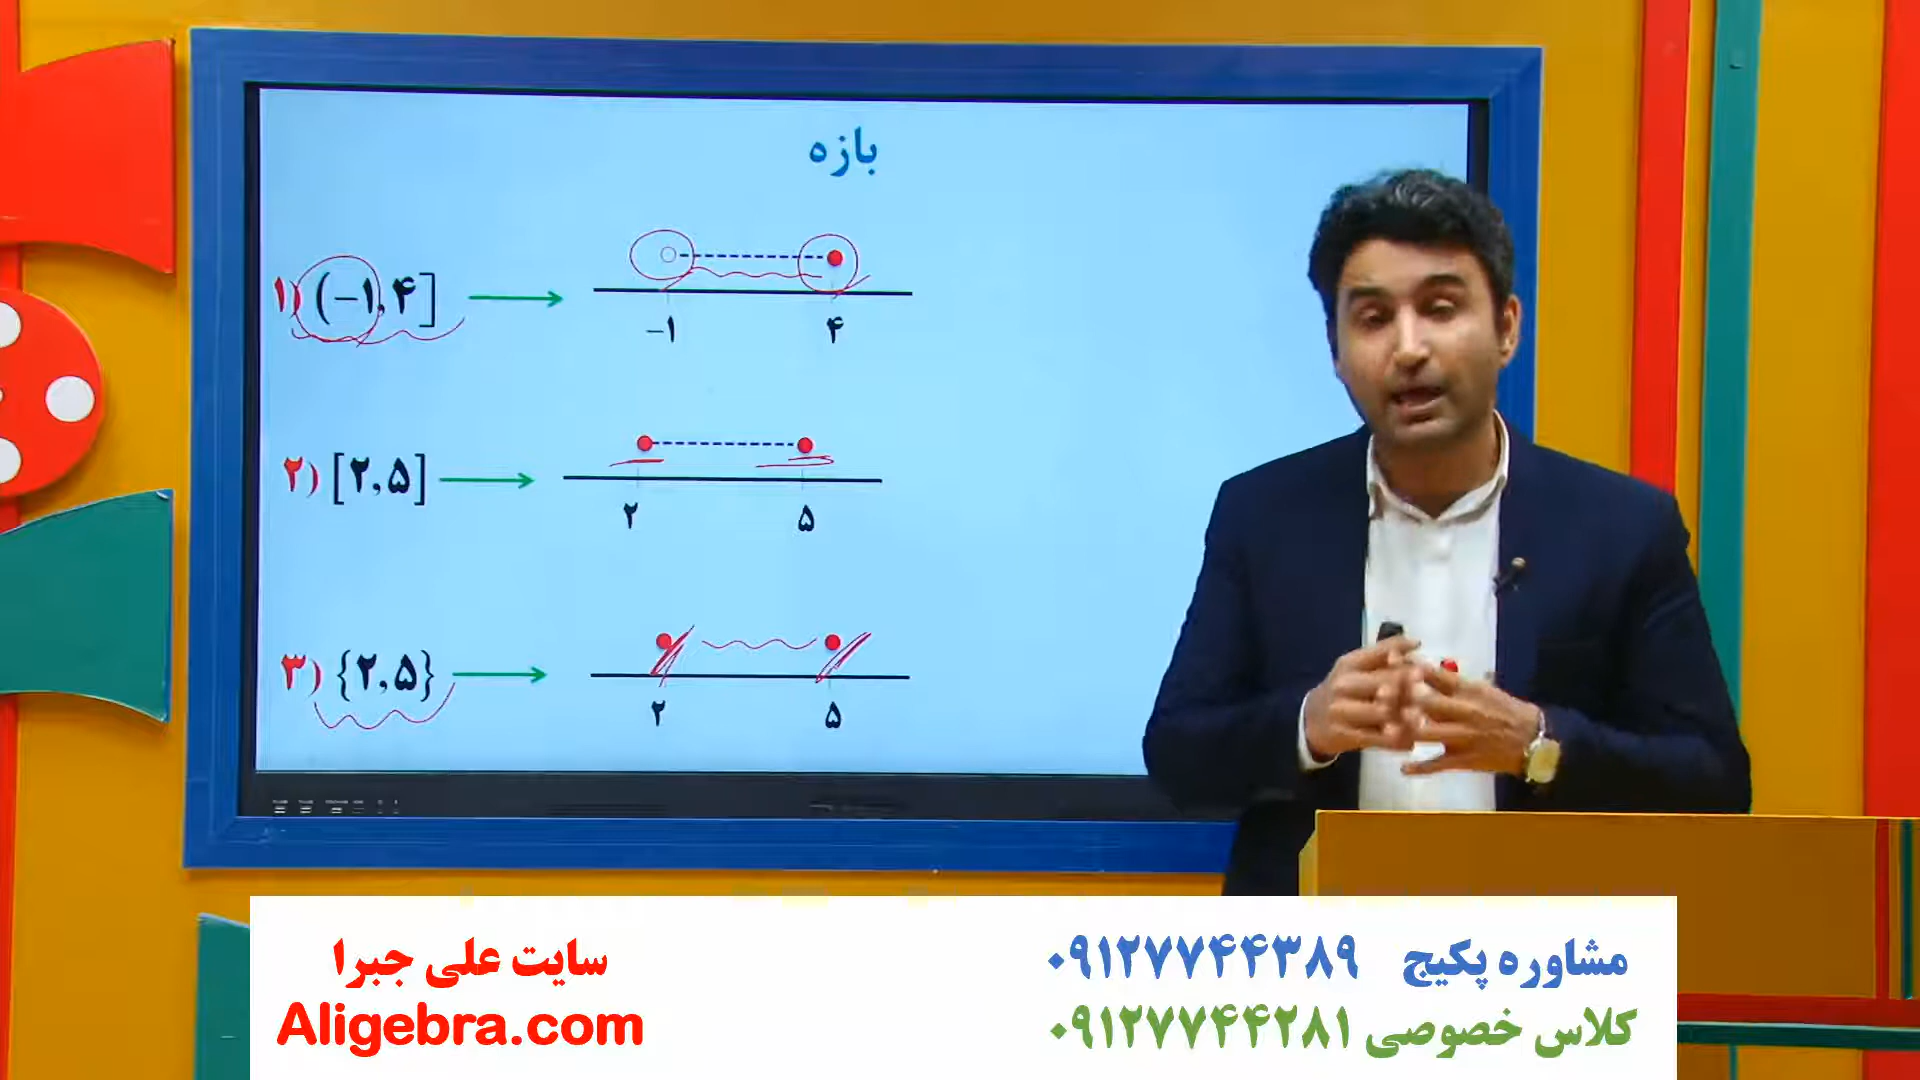 بازه
۱) (-۱,۴]
-۱ ۴
۲) [۲,۵]
۲ ۵
۳) {۲,۵}
۲ ۵
مشاوره پکیج ۰۹۱۲۷۷۴۴۳۸۹
کلاس خصوصی ۰۹۱۲۷۷۴۴۲۸۱
سایت علی جبرا
Aligebra.com